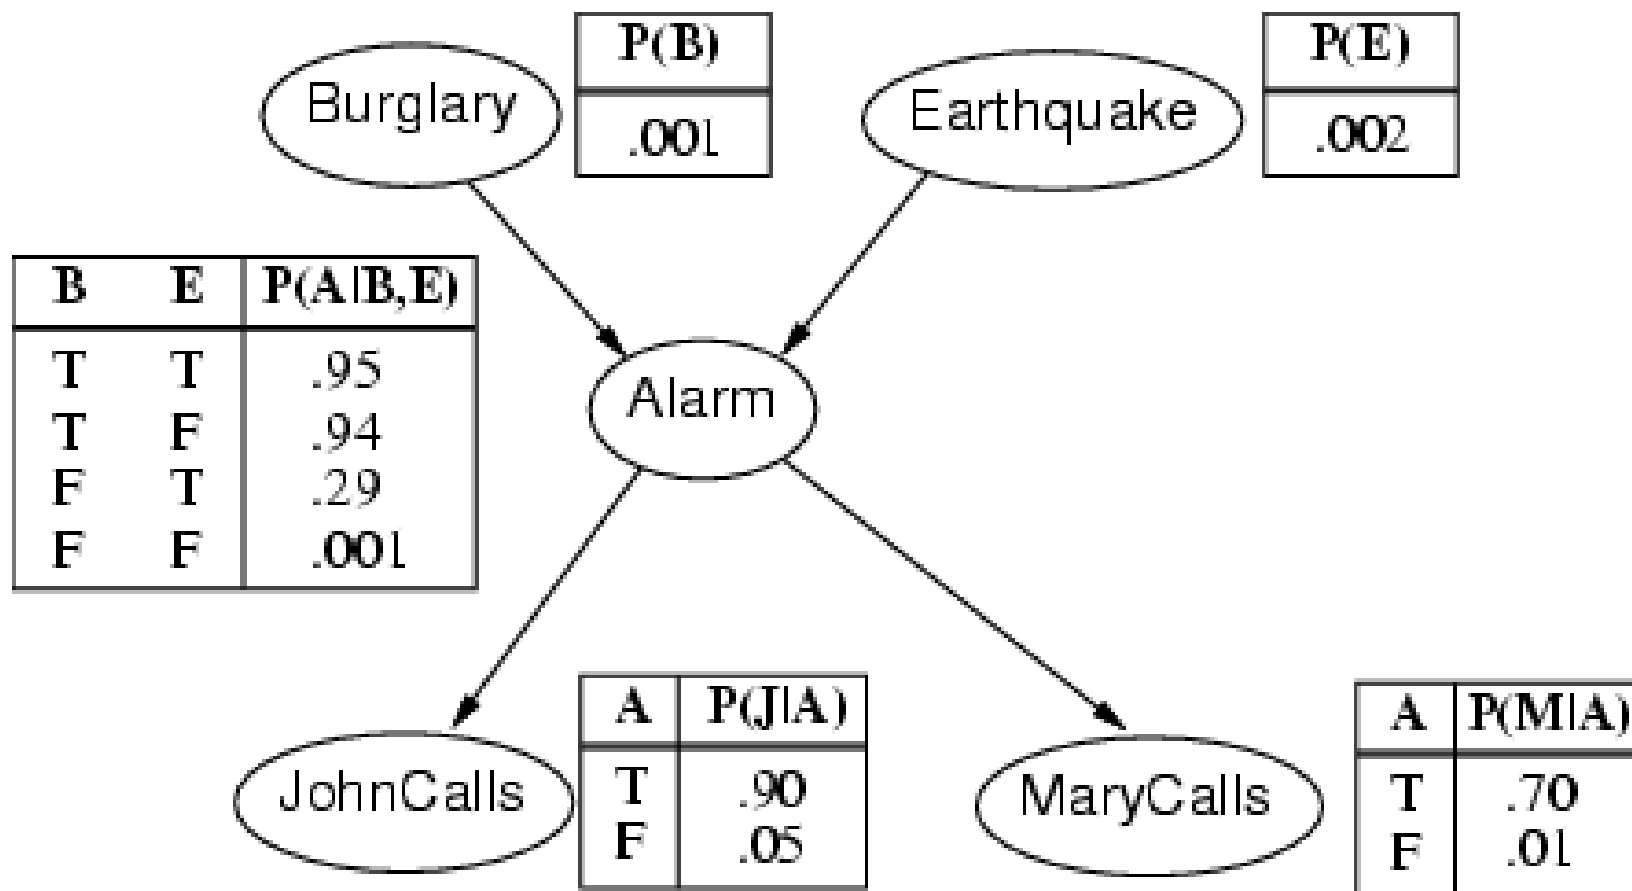 Burglary
P(B)
.001
Earthquake
P(E)
.002
B E P(A|B,E)
T T .95
T F .94
F T .29
F F .001
Alarm
JohnCalls
A P(J|A)
T .90
F .05
MaryCalls
A P(M|A)
T .70
F .01